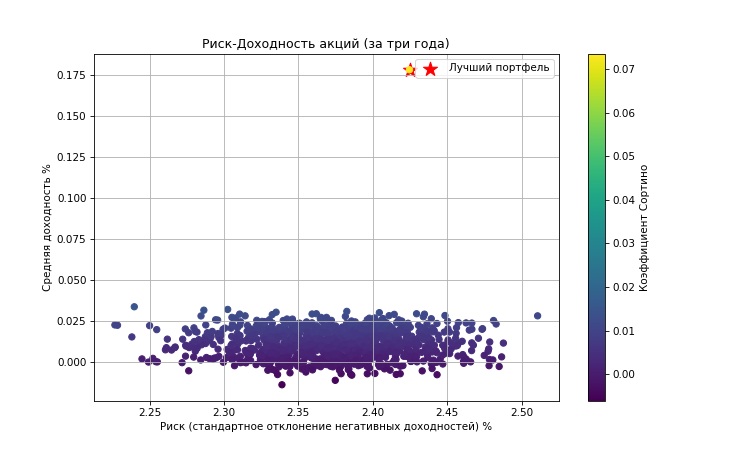 Риск-Доходность акций (за три года)
Лучший портфель
0.175
0.150
0.125
0.100
0.075
0.050
0.025
0.000
Средняя доходность %
2.25 2.30 2.35 2.40 2.45 2.50
Риск (стандартное отклонение негативных доходностей) %
0.07
0.06
0.05
0.04
0.03
0.02
0.01
0.00
Коэффициент Сортино